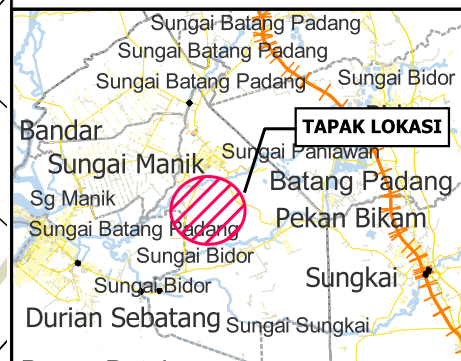 Sungai Batang Padang
Sungai Batang Padang
Sungai Batang Padang
Sungai Bidor
Bandar
TAPAK LOKASI
Sungai Manik
Sungai Pahlawan
Sg Manik
Batang Padang
Sungai Batang Padang
Pekan Bikam
Sungai Bidor
Sungai Bidor
Sungkai
Durian Sebatang
Sungai Sungkai